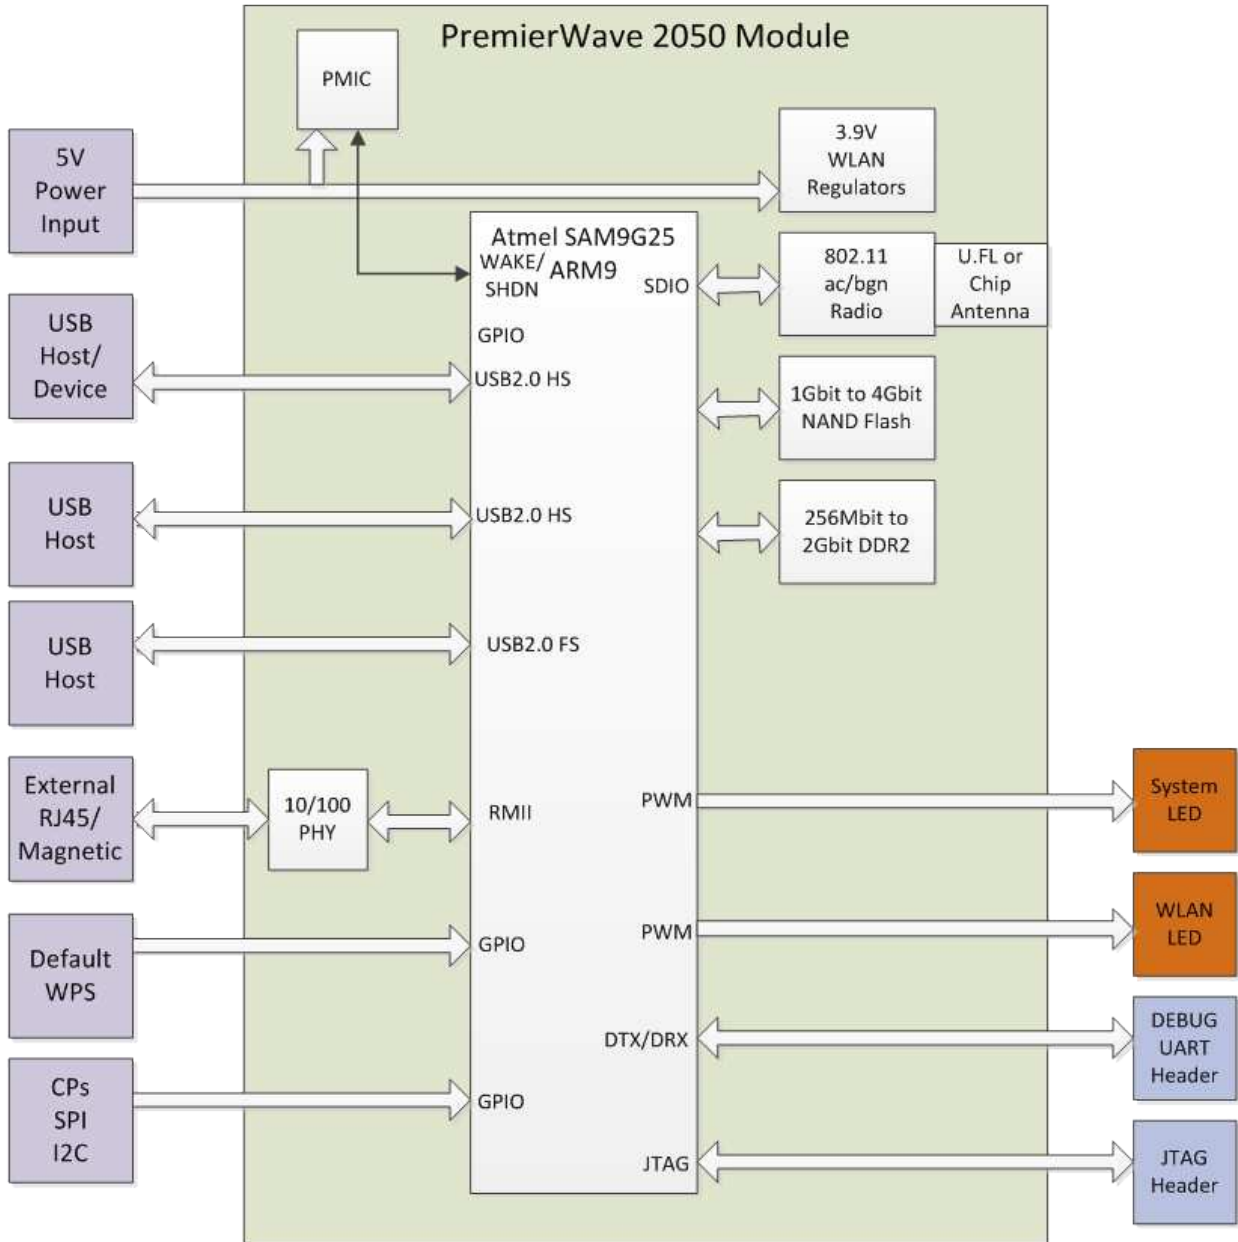 PremierWave 2050 Module
PMIC
5V
Power
Input
3.9V
WLAN
Regulators
Atmel SAM9G25
ARM9
WAKE/
SHDN
SDIO
802.11
ac/bgn
Radio
U.FL or
Chip
Antenna
USB
Host/
Device
GPIO
USB2.0 HS
1Gbit to 4Gbit
NAND Flash
USB
Host
USB2.0 HS
256Mbit to
2Gbit DDR2
USB
Host
USB2.0 FS
External
RJ45/
Magnetic
10/100
PHY
RMII
PWM
System
LED
Default
WPS
GPIO
PWM
WLAN
LED
DTX/DRX
DEBUG
UART
Header
CPs
SPI
I2C
GPIO
JTAG
JTAG
Header